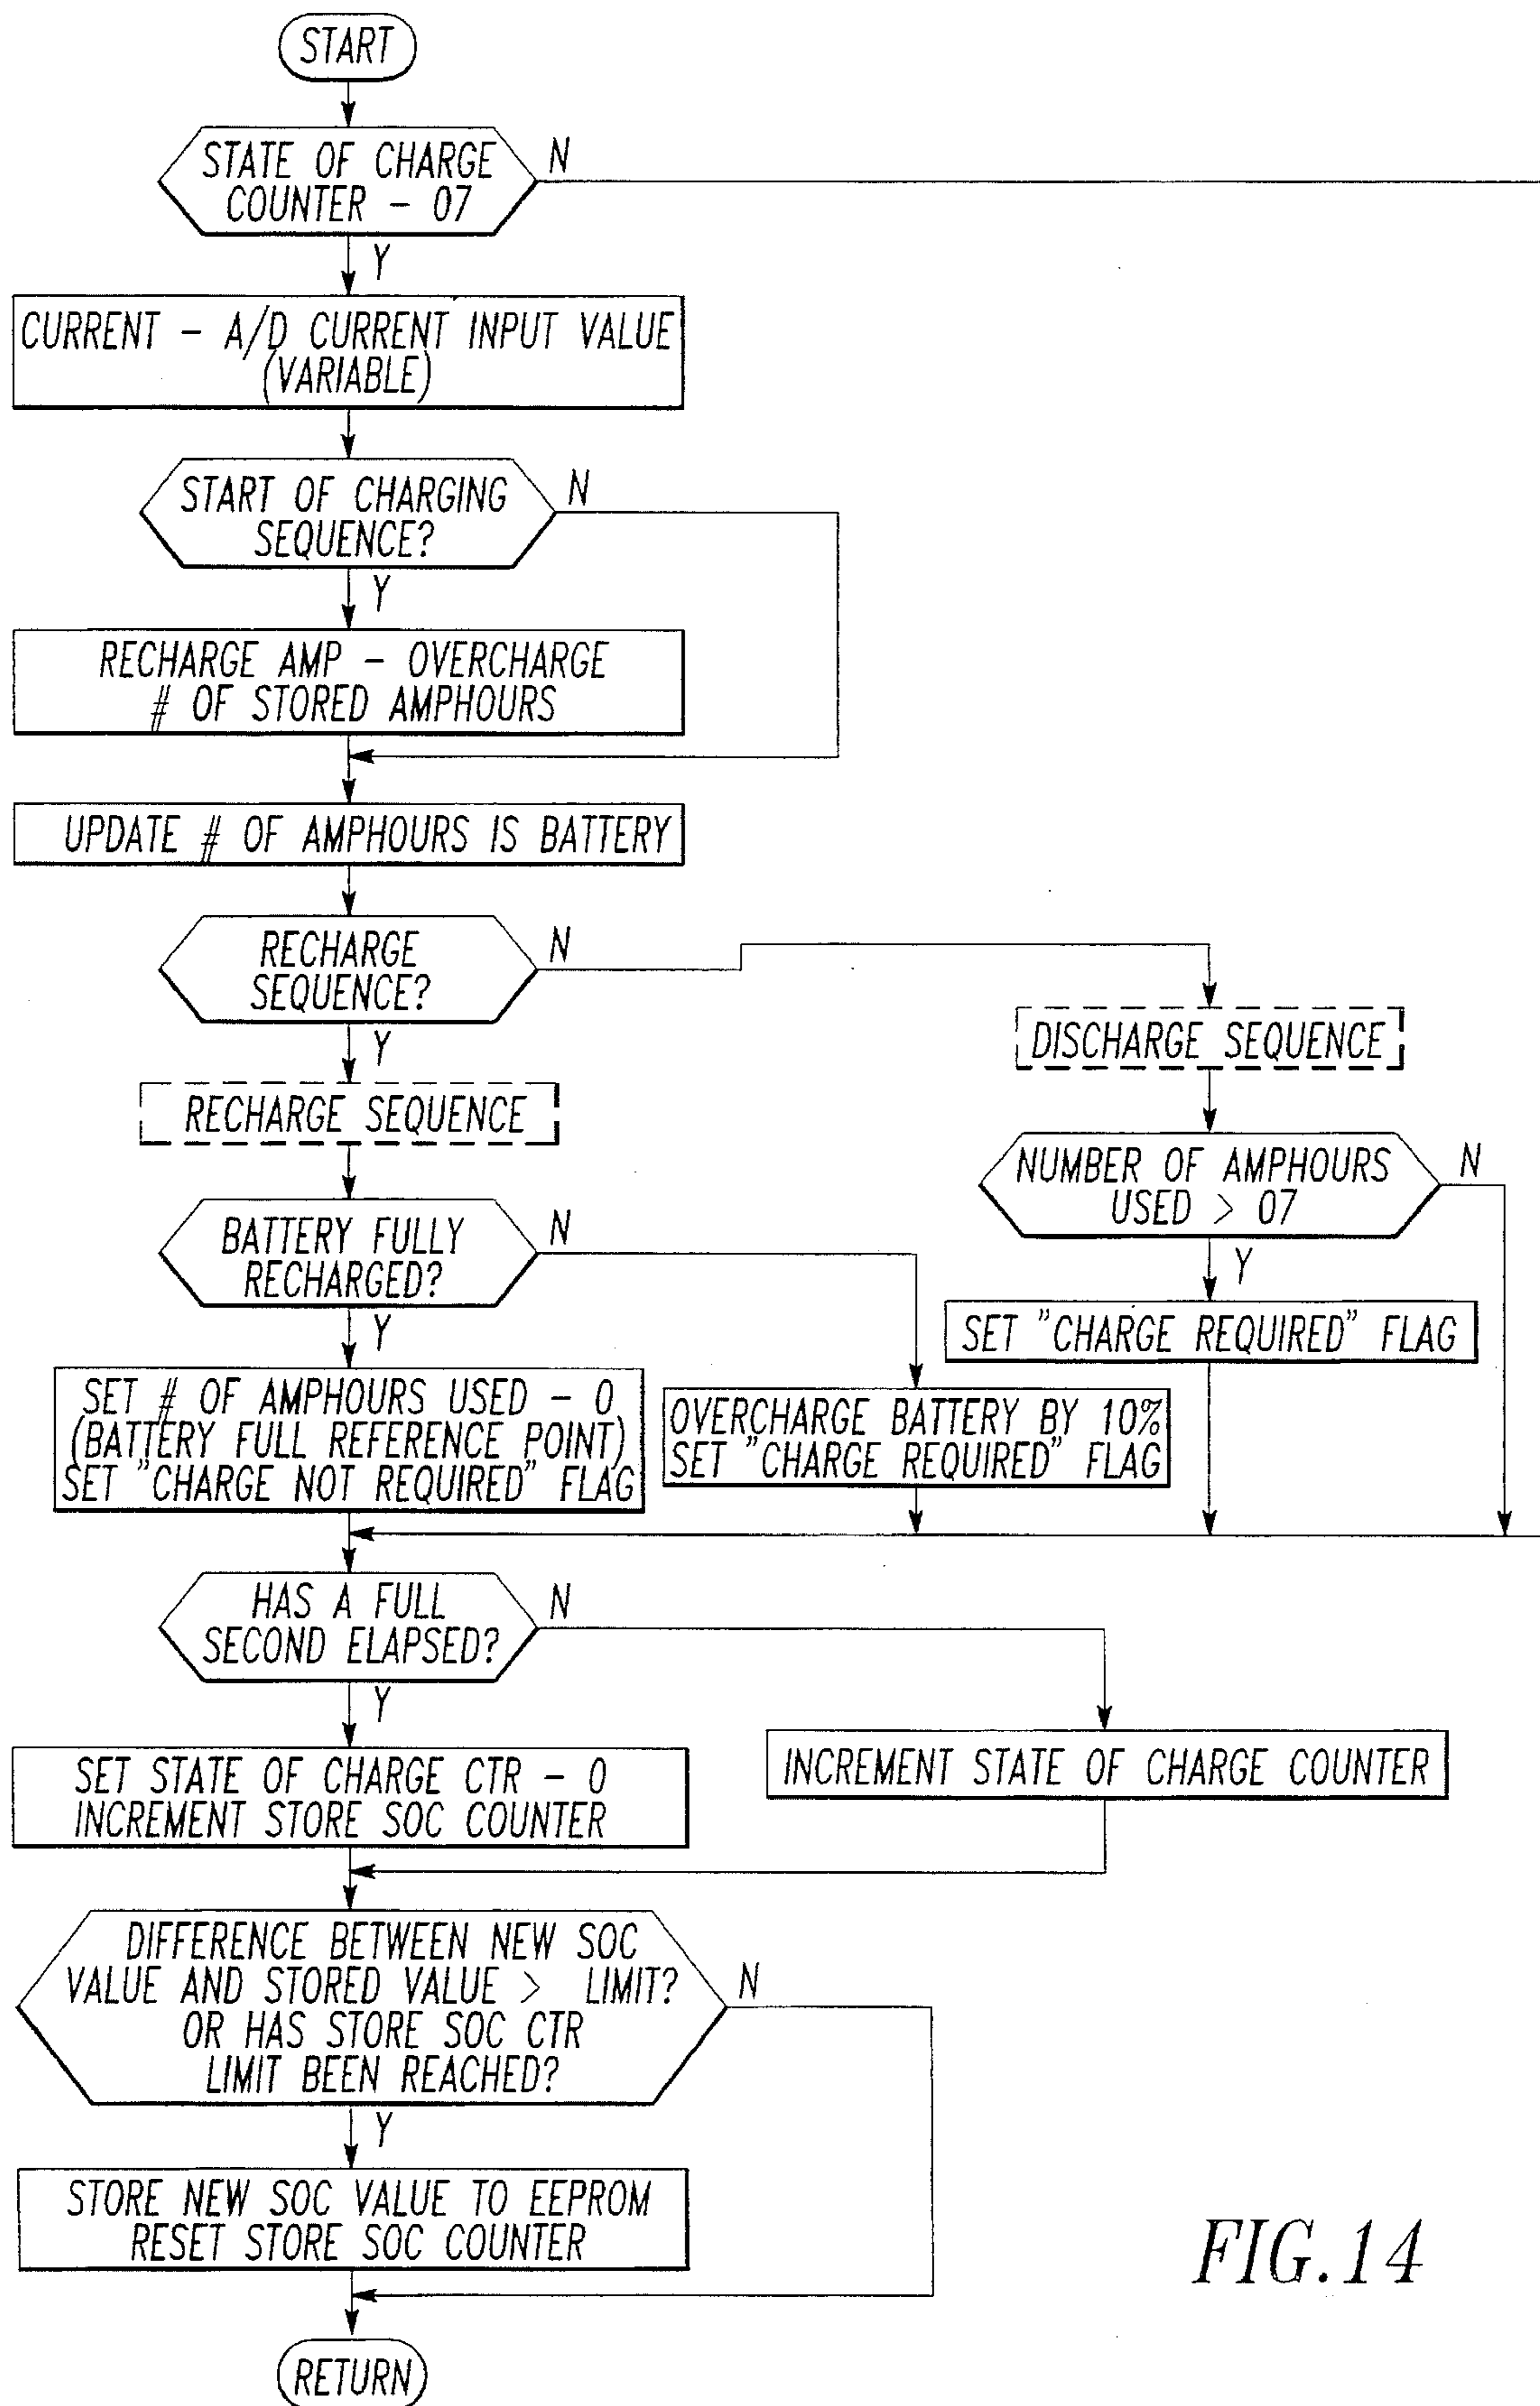 START
STATE OF CHARGE
COUNTER - 07
N
Y
CURRENT - A/D CURRENT INPUT VALUE
(VARIABLE)
START OF CHARGING
SEQUENCE?
N
Y
RECHARGE AMP - OVERCHARGE
# OF STORED AMPHOURS
UPDATE # OF AMPHOURS IS BATTERY
RECHARGE
SEQUENCE?
N
Y
DISCHARGE SEQUENCE
RECHARGE SEQUENCE
NUMBER OF AMPHOURS
USED > 07
N
Y
BATTERY FULLY
RECHARGED?
N
Y
SET "CHARGE REQUIRED" FLAG
SET # OF AMPHOURS USED - 0
(BATTERY FULL REFERENCE POINT)
SET "CHARGE NOT REQUIRED" FLAG
OVERCHARGE BATTERY BY 10%
SET "CHARGE REQUIRED" FLAG
HAS A FULL
SECOND ELAPSED?
N
Y
SET STATE OF CHARGE CTR - 0
INCREMENT STORE SOC COUNTER
INCREMENT STATE OF CHARGE COUNTER
DIFFERENCE BETWEEN NEW SOC
VALUE AND STORED VALUE > LIMIT?
OR HAS STORE SOC CTR
LIMIT BEEN REACHED?
N
Y
STORE NEW SOC VALUE TO EEPROM
RESET STORE SOC COUNTER
RETURN
FIG.14